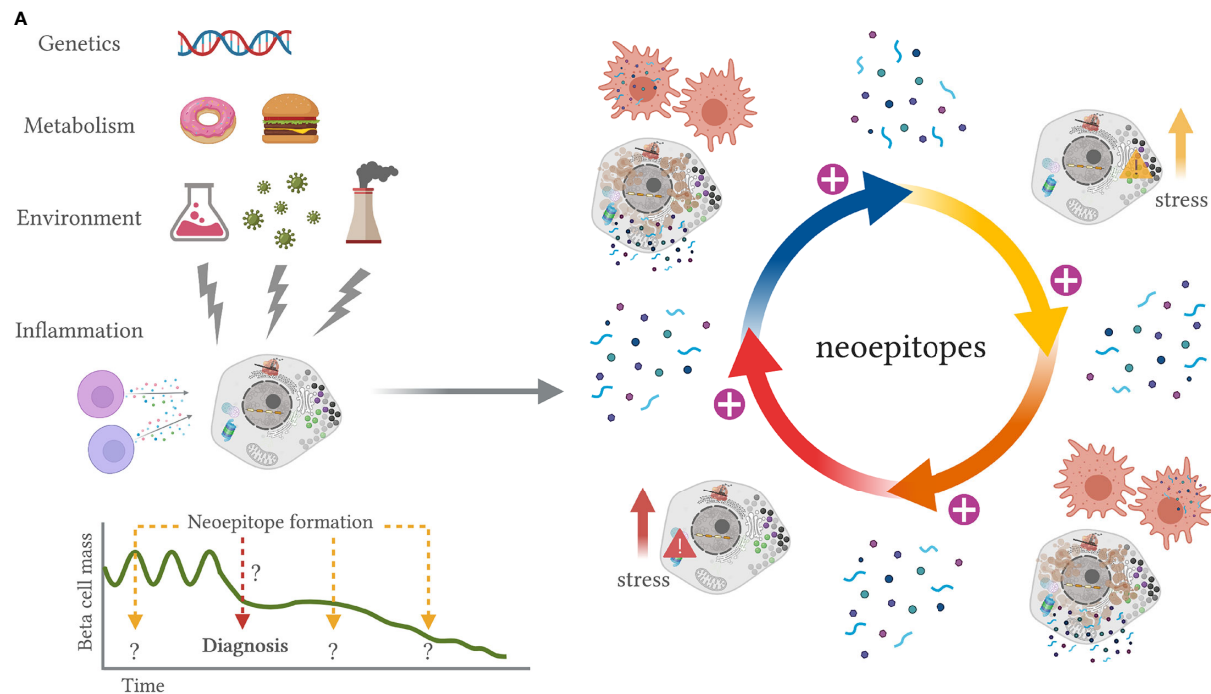 A
Genetics
Metabolism
Environment
Inflammation
stress
neoepitopes
stress
Neoepitope formation
?
Beta cell mass
? Diagnosis ? ?
Time